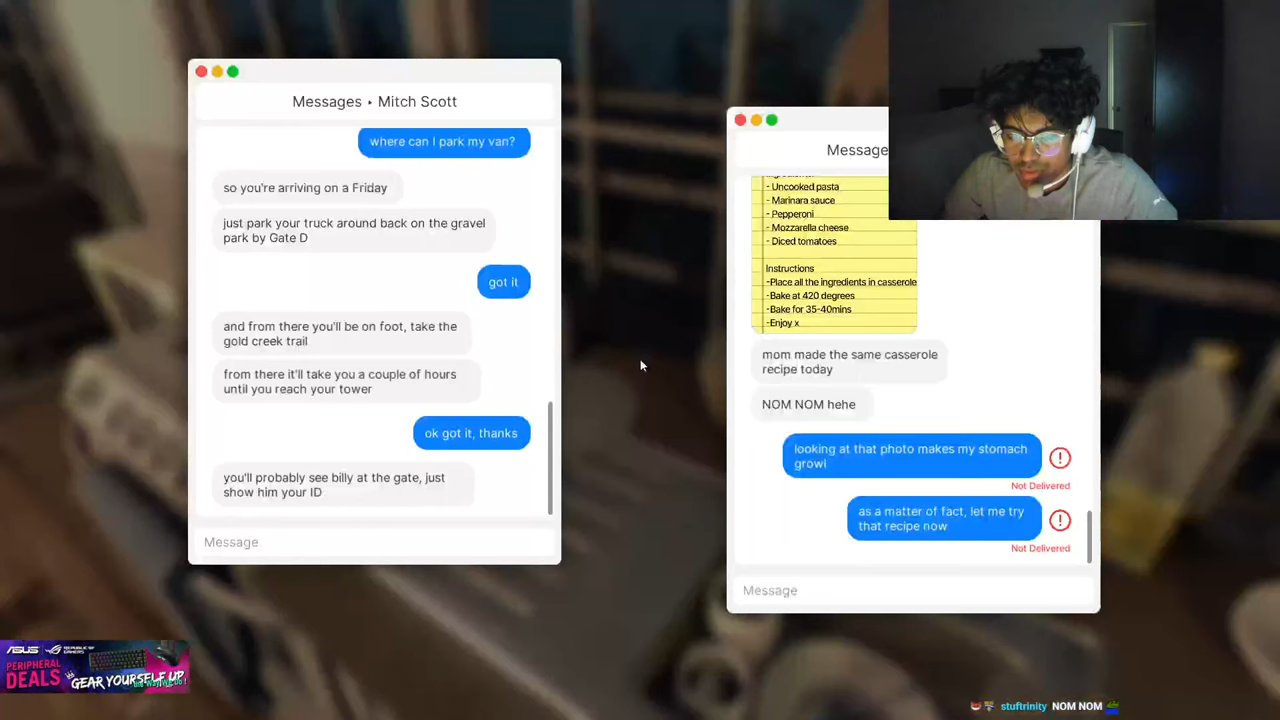 Messages ‣ Mitch Scott
where can I park my van?
so you're arriving on a Friday
just park your truck around back on the gravel
park by Gate D
got it
and from there you'll be on foot, take the
gold creek trail
from there it'll take you a couple of hours
until you reach your tower
ok got it, thanks
you'll probably see billy at the gate, just
show him your ID
Message
Message
- Uncooked pasta
- Marinara sauce
- Pepperoni
- Mozzarella cheese
- Diced tomatoes
Instructions
-Place all the ingredients in casserole
-Bake at 420 degrees
-Bake for 35-40mins
-Enjoy x
mom made the same casserole
recipe today
NOM NOM hehe
looking at that photo makes my stomach
growl
Not Delivered
as a matter of fact, let me try
that recipe now
Not Delivered
Message
ASUS
REPUBLIC OF
GAMERS
PERIPHERAL
DEALS
GEAR YOURSELF UP
stuftrinity NOM NOM